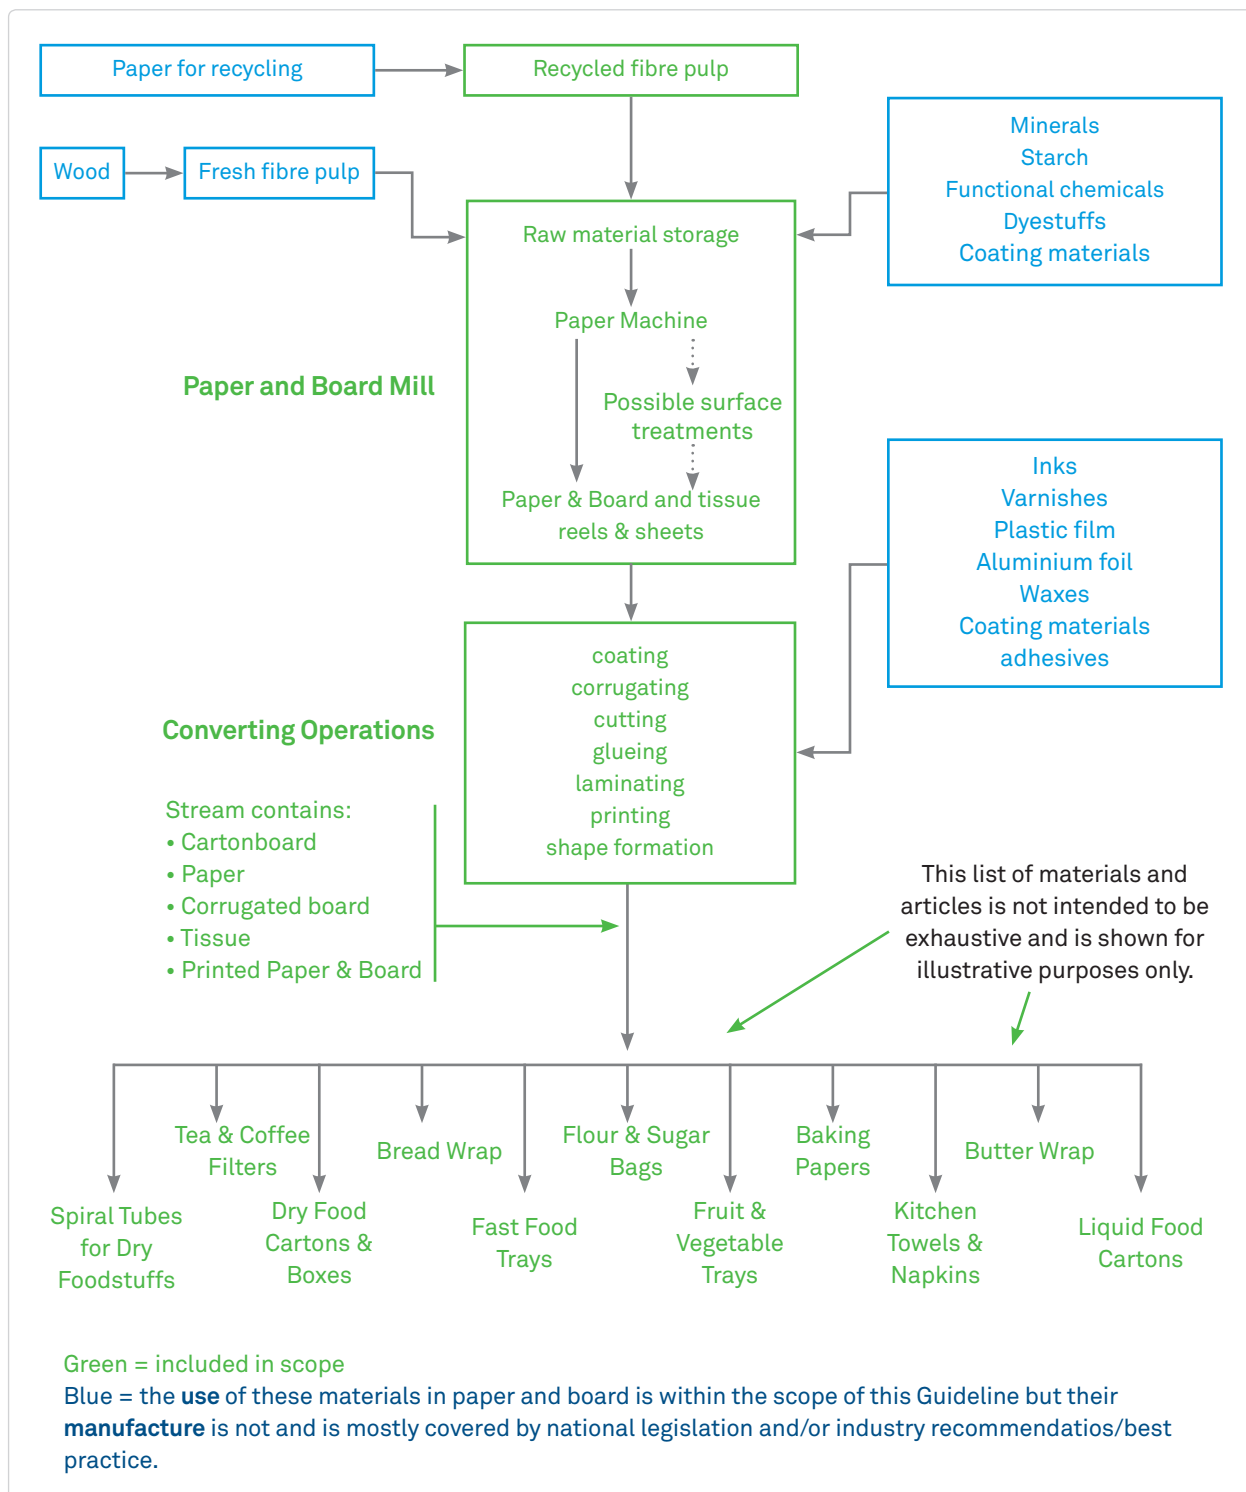 Paper for recycling
Recycled fibre pulp
Wood
Fresh fibre pulp
Minerals
Starch
Functional chemicals
Dyestuffs
Coating materials
Raw material storage
Paper Machine
Possible surface
treatments
Paper & Board and tissue
reels & sheets
Paper and Board Mill
Inks
Varnishes
Plastic film
Aluminium foil
Waxes
Coating materials
adhesives
coating
corrugating
cutting
glueing
laminating
printing
shape formation
Converting Operations
Stream contains:
• Cartonboard
• Paper
• Corrugated board
• Tissue
• Printed Paper & Board
This list of materials and
articles is not intended to be
exhaustive and is shown for
illustrative purposes only.
Spiral Tubes
for Dry
Foodstuffs
Tea & Coffee
Filters
Dry Food
Cartons &
Boxes
Bread Wrap
Fast Food
Trays
Flour & Sugar
Bags
Fruit &
Vegetable
Trays
Baking
Papers
Kitchen
Towels &
Napkins
Butter Wrap
Liquid Food
Cartons
Green = included in scope
Blue = the use of these materials in paper and board is within the scope of this Guideline but their
manufacture is not and is mostly covered by national legislation and/or industry recommendatios/best
practice.